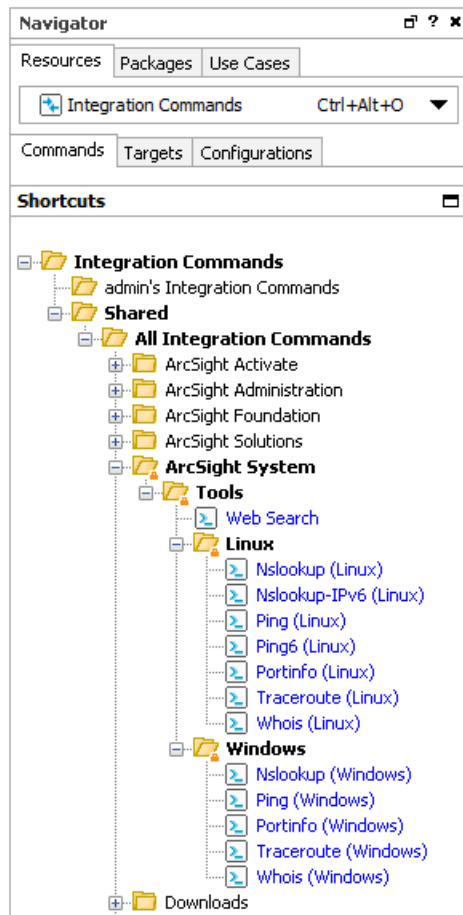 Navigator ?
Resources Packages Use Cases
Integration Commands Ctrl+Alt+O
Commands Targets Configurations
Shortcuts
Integration Commands
admin's Integration Commands
Shared
All Integration Commands
ArcSight Activate
ArcSight Administration
ArcSight Foundation
ArcSight Solutions
ArcSight System
Tools
Web Search
Linux
Nslookup (Linux)
Nslookup-IPv6 (Linux)
Ping (Linux)
Ping6 (Linux)
Portinfo (Linux)
Traceroute (Linux)
Whois (Linux)
Windows
Nslookup (Windows)
Ping (Windows)
Portinfo (Windows)
Traceroute (Windows)
Whois (Windows)
Downloads